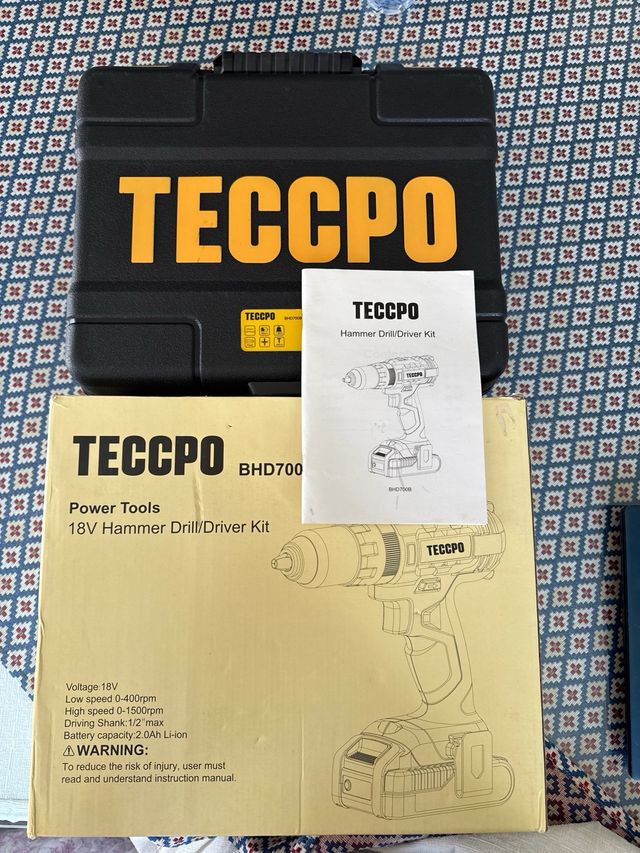 TECCPO
TECCPO BHD700B
TECCPO
Hammer Drill/Driver Kit
TECCPO
BHD700B
TECCPO BHD700
Power Tools
18V Hammer Drill/Driver Kit
TECCPO
Voltage:18V
Low speed 0-400rpm
High speed 0-1500rpm
Driving Shank:1/2"max
Battery capacity:2.0Ah Li-ion
⚠WARNING:
To reduce the risk of injury, user must
read and understand instruction manual.